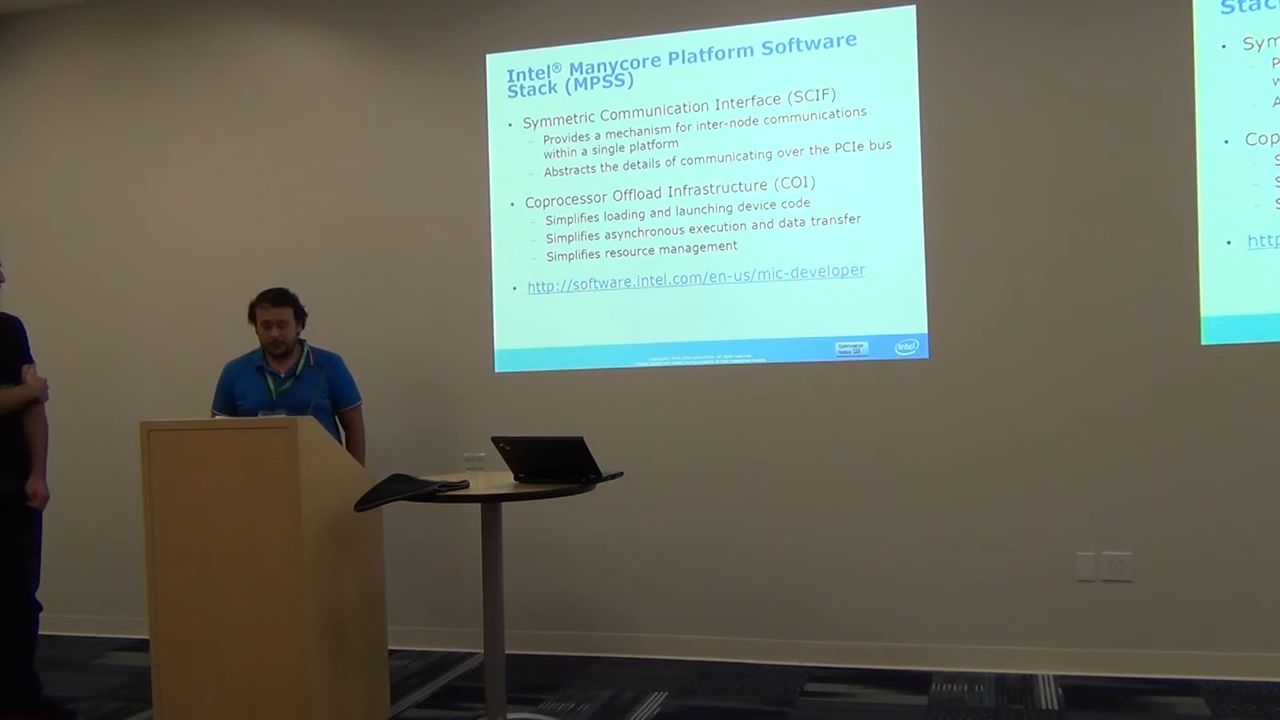 Intel® Manycore Platform Software
Stack (MPSS)
• Symmetric Communication Interface (SCIF)
– Provides a mechanism for inter-node communications
within a single platform
– Abstracts the details of communicating over the PCIe bus
• Coprocessor Offload Infrastructure (COI)
– Simplifies loading and launching device code
– Simplifies asynchronous execution and data transfer
– Simplifies resource management
• http://software.intel.com/en-us/mic-developer
Optimization
Notice
intel
Stac
• Sym
P
w
A
• Cop
S
S
S
• http